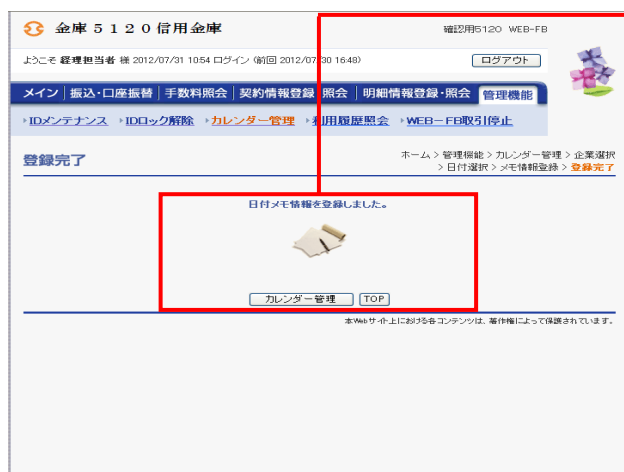 金庫5120信用金庫
確認用5120 WEB-FB
ようこそ 経理担当者 様 2012/07/31 10:54 ログイン (前回 2012/07/30 16:48)
ログアウト
メイン 振込・口座振替 手数料照会 契約情報登録・照会 明細情報登録・照会 管理機能
IDメンテナンス IDロック解除 カレンダー管理 利用履歴照会 WEB－FB取引停止
登録完了
ホーム > 管理機能 > カレンダー管理 > 企業選択
> 日付選択 > メモ情報登録 > 登録完了
日付メモ情報を登録しました。
カレンダー管理 TOP
本Webサイト上における各コンテンツは、著作権によって保護されています。